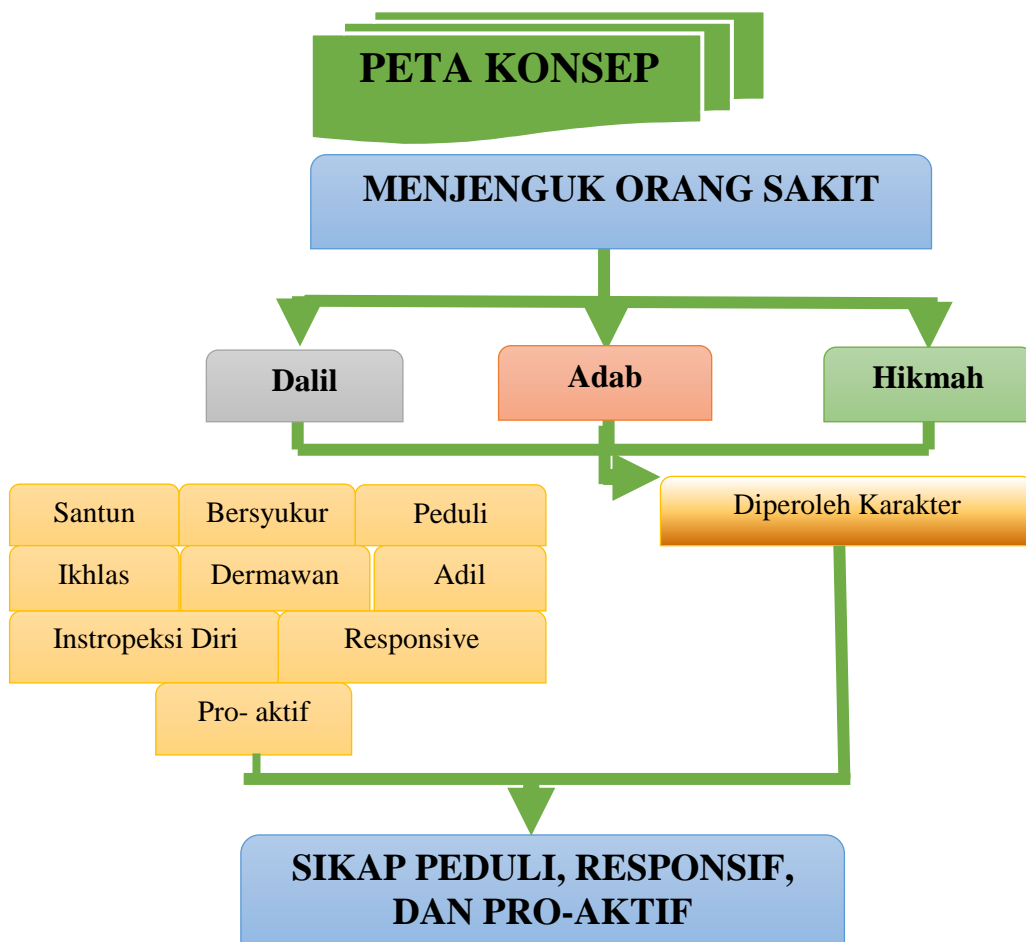 PETA KONSEP
MENJENGUK ORANG SAKIT
Dalil
Adab
Hikmah
Santun
Bersyukur
Peduli
Diperoleh Karakter
Ikhlas
Dermawan
Adil
Instropeksi Diri
Responsive
Pro- aktif
SIKAP PEDULI, RESPONSIF,
DAN PRO-AKTIF